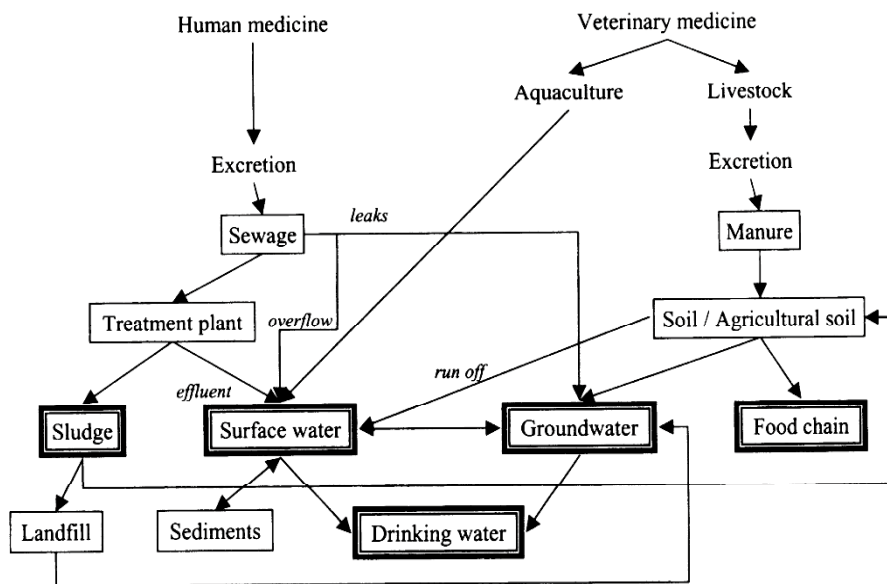 Human medicine
Veterinary medicine
Aquaculture
Livestock
Excretion
Excretion
leaks
Sewage
Manure
Treatment plant
overflow
Soil / Agricultural soil
run off
effluent
Sludge
Surface water
Groundwater
Food chain
Landfill
Sediments
Drinking water